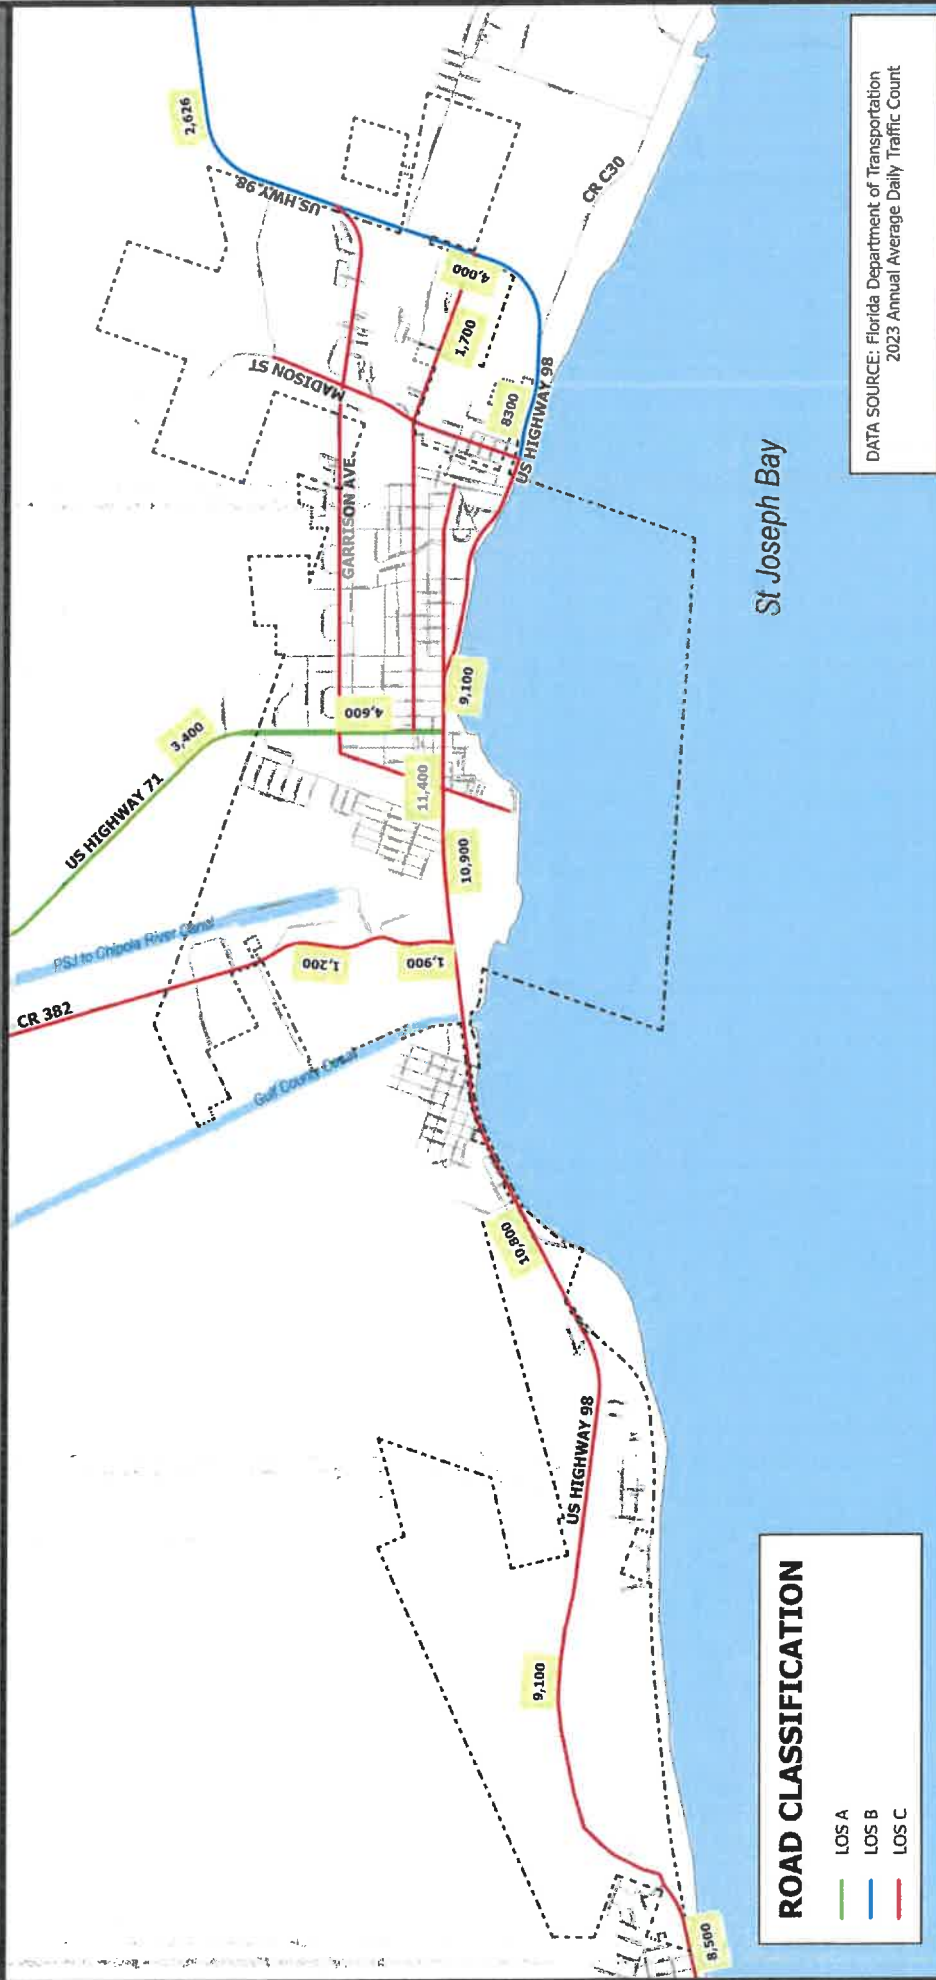 2,626
US HWY 98
CR C30
4,000
1,700
MADISON ST
8300
US HIGHWAY 98
GARRISON AVE.
9,100
4,600
3,400
US HIGHWAY 71
11,400
10,900
PSJ to Chipola River Canal
1,200
1,900
CR 382
Gulf County Canal
10,800
US HIGHWAY 98
9,100
8,500
St Joseph Bay
DATA SOURCE: Florida Department of Transportation
2023 Annual Average Daily Traffic Count
ROAD CLASSIFICATION
LOS A
LOS B
LOS C